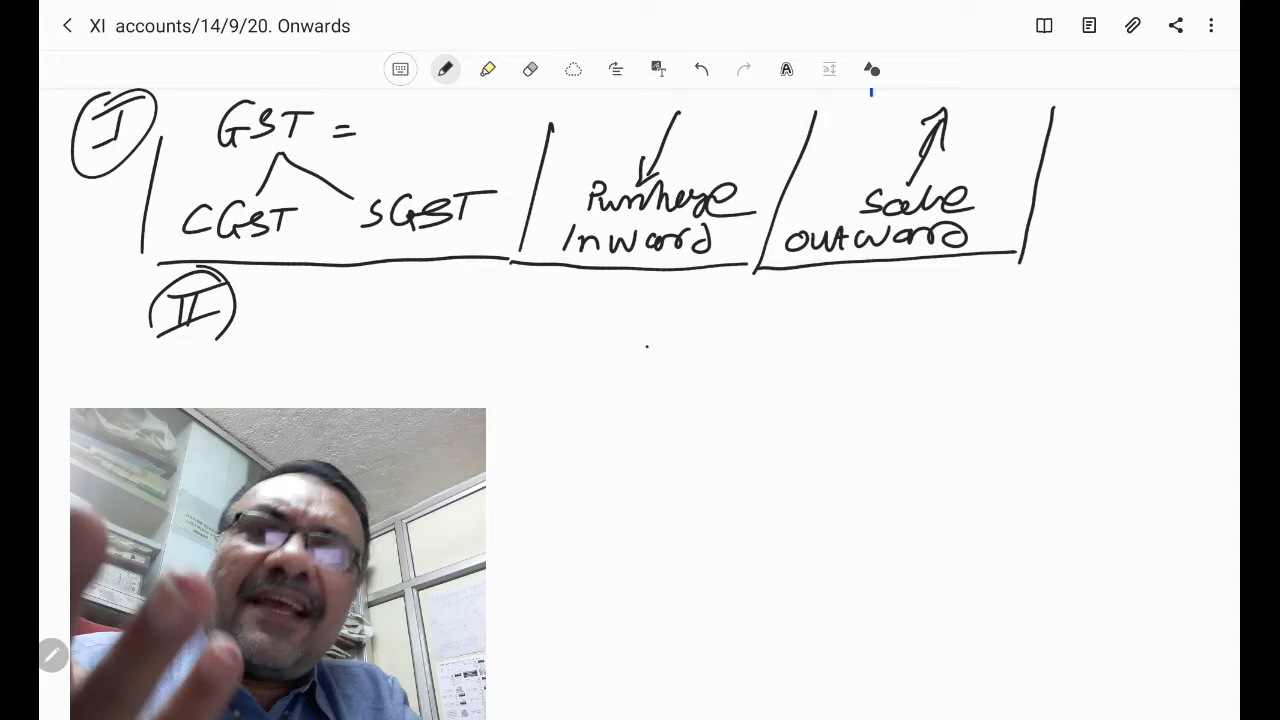 XI accounts/14/9/20. Onwards
I GST =
CGST SGST
Purchase Sale
Inward outward
II